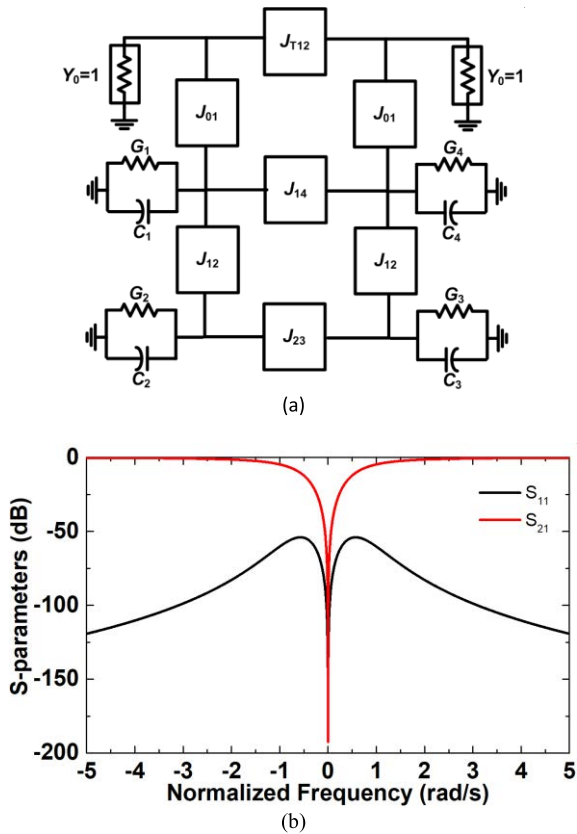 J_T12
Y_0=1
Y_0=1
J_01
J_01
G_1
G_4
J_14
C_1
C_4
J_12
J_12
G_2
G_3
J_23
C_2
C_3
(a)
0
-50
-100
-150
-200
S-parameters (dB)
S_11
S_21
-5 -4 -3 -2 -1 0 1 2 3 4 5
Normalized Frequency (rad/s)
(b)